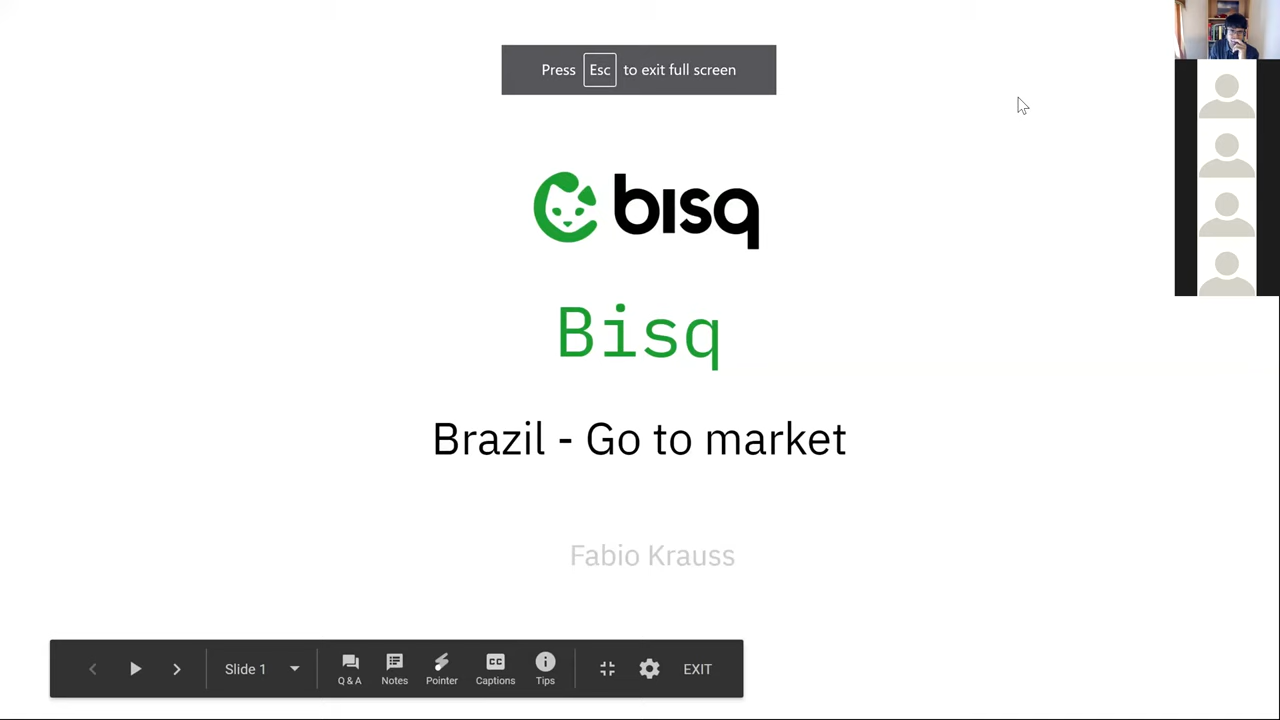 Press Esc to exit full screen
bisq
Bisq
Brazil - Go to market
Fabio Krauss
Slide 1
Q & A
Notes
Pointer
CC
Captions
Tips
EXIT